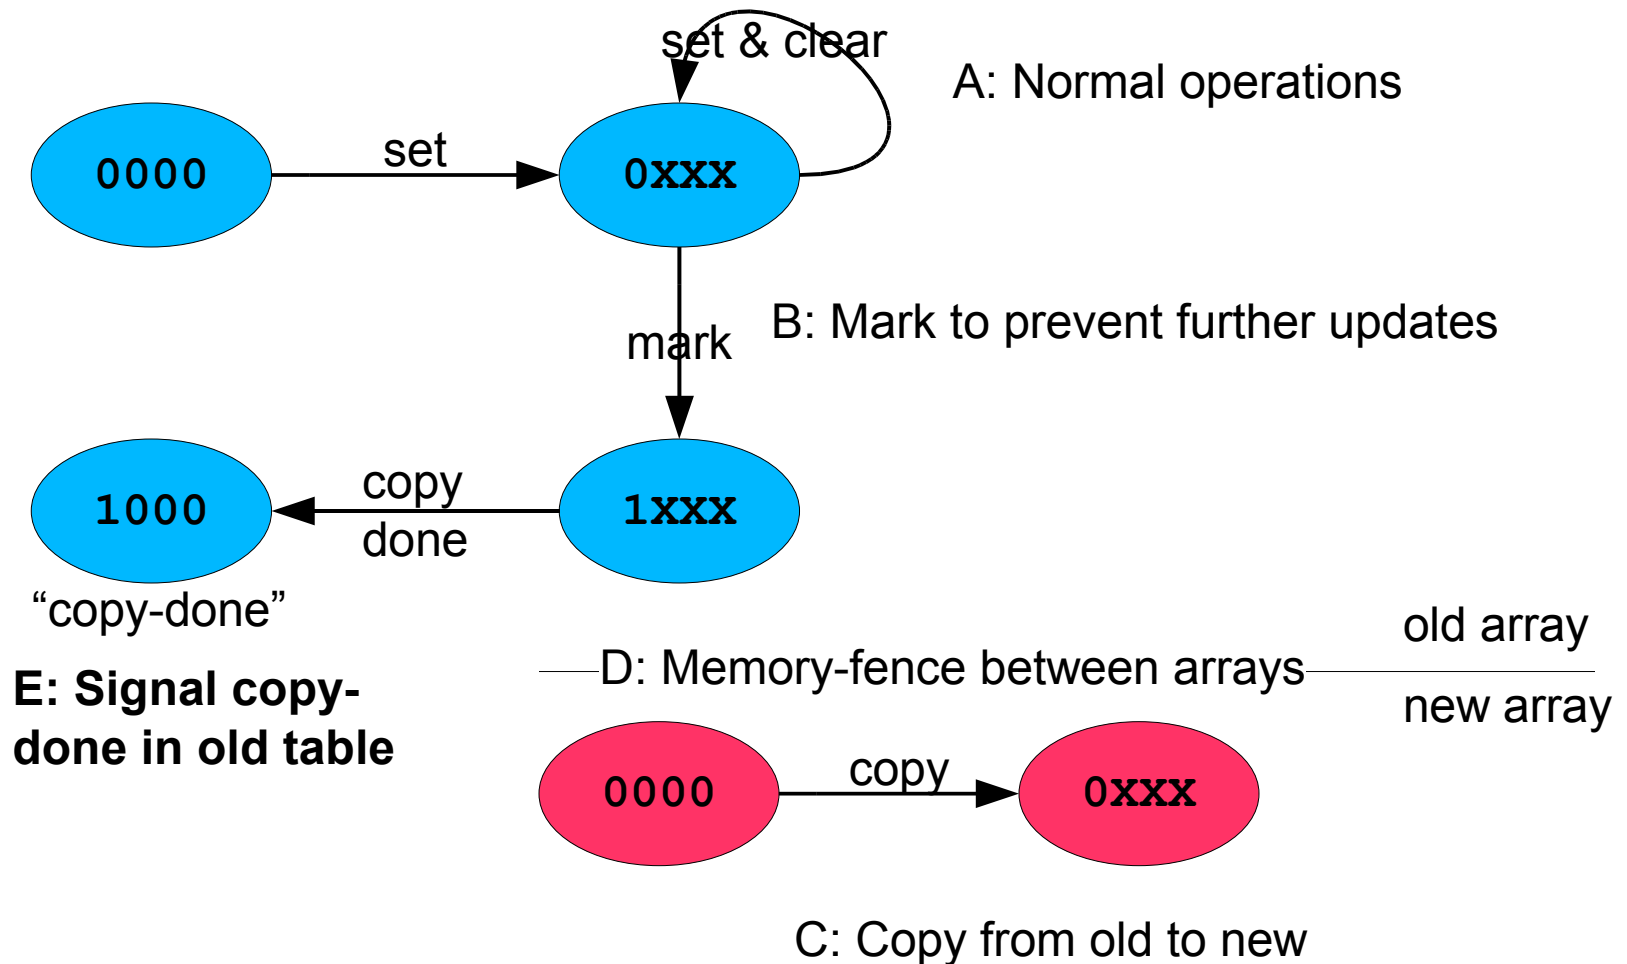 set & clear
A: Normal operations
0000
set
0xxx
mark
B: Mark to prevent further updates
1000
copy
done
1xxx
“copy-done”
E: Signal copy-
done in old table
old array
D: Memory-fence between arrays
new array
0000
copy
0xxx
C: Copy from old to new